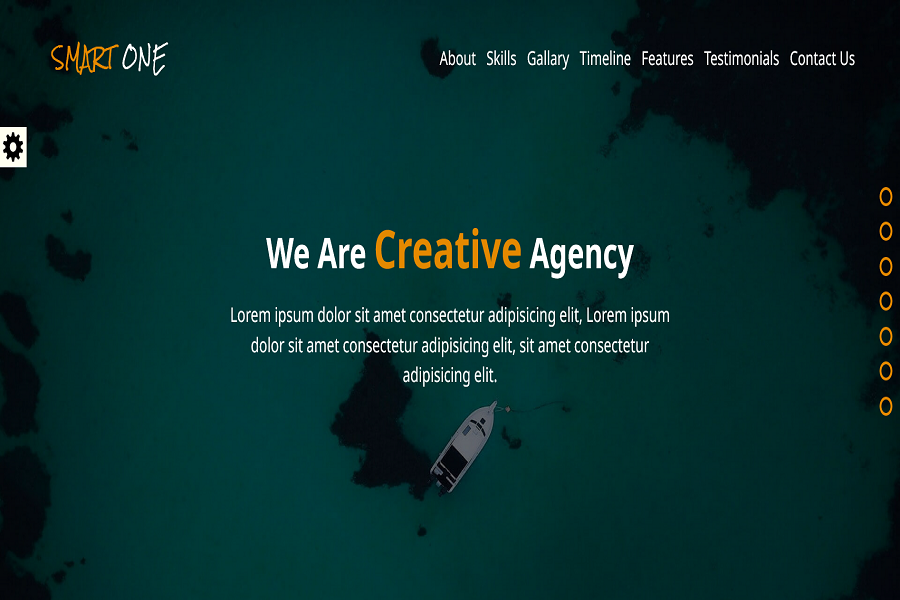 SMART ONE
About Skills Gallary Timeline Features Testimonials Contact Us
We Are Creative Agency
Lorem ipsum dolor sit amet consectetur adipisicing elit, Lorem ipsum
dolor sit amet consectetur adipisicing elit, sit amet consectetur
adipisicing elit.